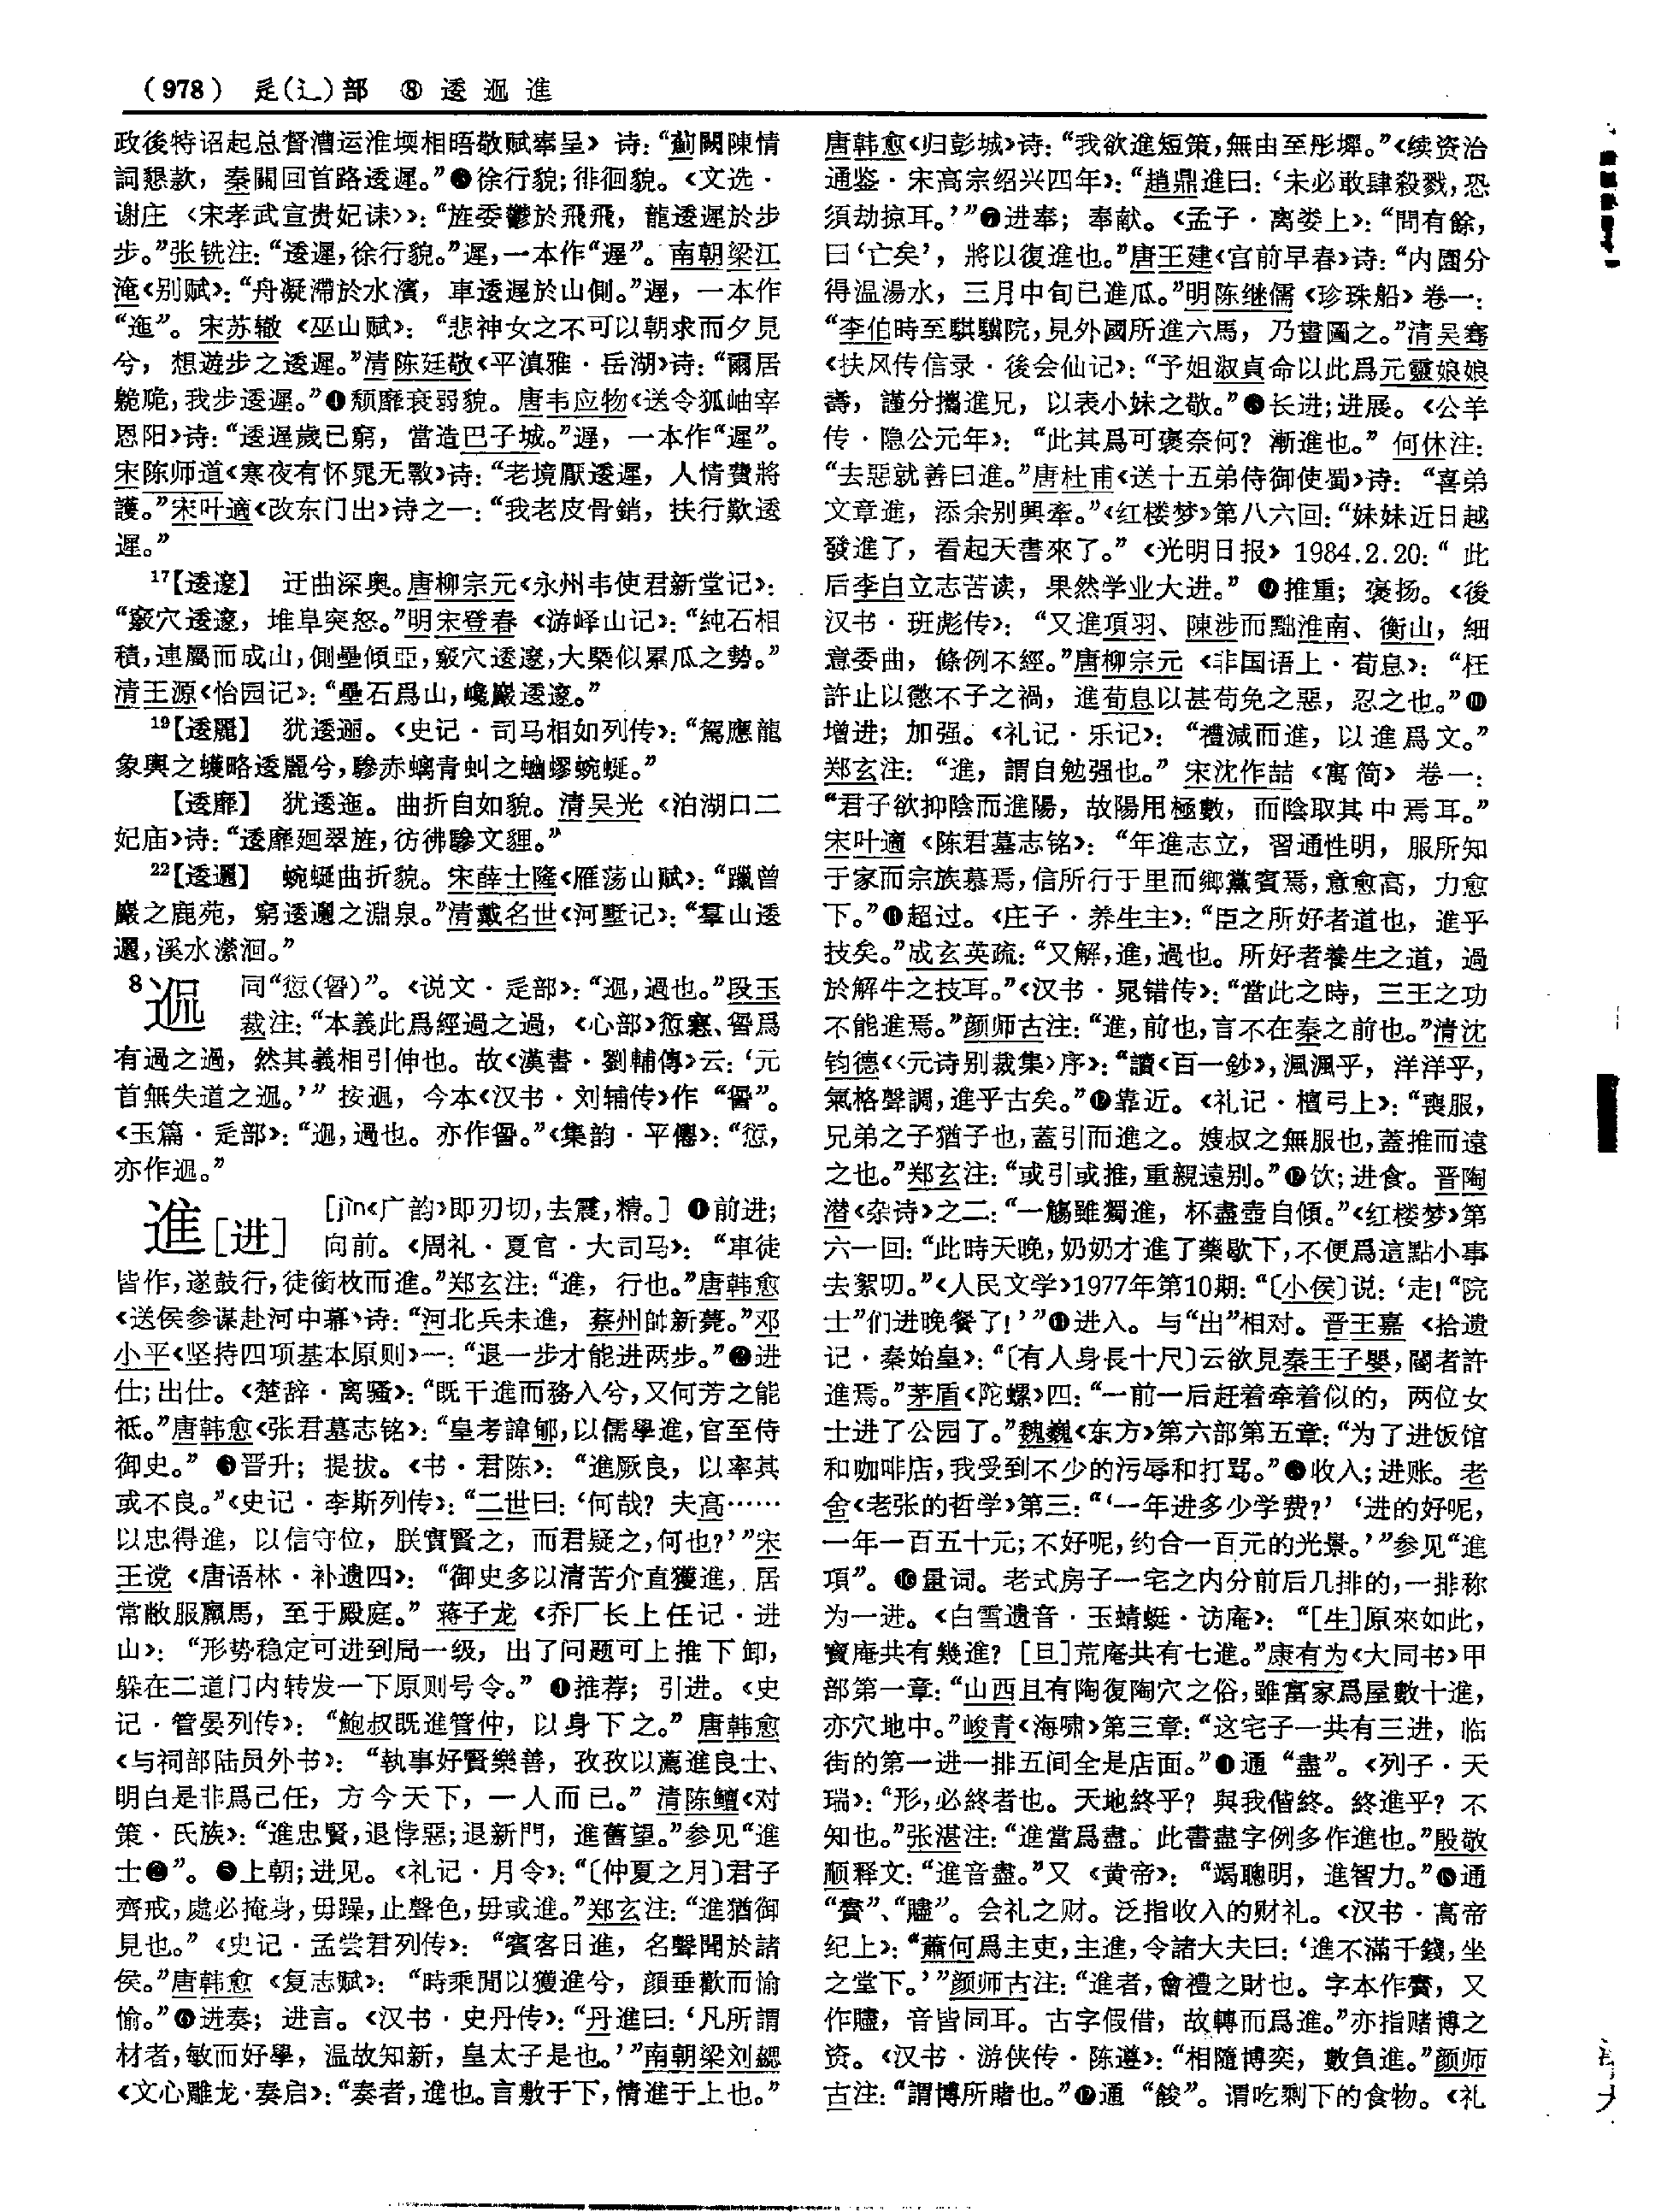 （978） 辵(辶)部 ⑧ 逶 𨒪 進
政後特诏起总督漕运淮壖相晤敬赋奉呈》诗：“薊闕陳情
詞懇款，秦關回首路逶遲。”❸徐行貌；徘徊貌。《文选·
谢庄〈宋孝武宣贵妃诔〉》：“旌委鬱於飛飛，龍逶遲於步
步。”张铣注：“逶遲，徐行貌。”遲，一本作“遟”。南朝梁江
淹《别赋》：“舟凝滯於水濱，車逶遲於山側。”遲，一本作
“迤”。宋苏辙《巫山赋》：“悲神女之不可以朝求而夕見
兮，想遊步之逶遲。”清陈廷敬《平滇雅·岳湖》诗：“爾居
卼臲，我步逶遲。”❹颓靡衰弱貌。唐韦应物《送令狐岫宰
恩阳》诗：“逶遲歲已窮，當造巴子城。”遲，一本作“遟”。
宋陈师道《寒夜有怀晁无斁》诗：“老境厭逶遲，人情費將
護。”宋叶適《改东门出》诗之一：“我老皮骨銷，扶行歎逶
遲。”
17【逶邃】 迂曲深奥。唐柳宗元《永州韦使君新堂记》：
“竅穴逶邃，堆阜突怒。”明宋登春《游峄山记》：“純石相
積，連屬而成山，側壘傾亞，竅穴逶邃，大槩似累瓜之勢。”
清王源《怡园记》：“壘石爲山，巉巖逶邃。”
19【逶麗】 犹逶迤。《史记·司马相如列传》：“駕應龍
象輿之蠖略逶麗兮，驂赤螭青虯之蚴蟉蜿蜒。”
【逶靡】 犹逶迤。曲折自如貌。清吴光《泊湖口二
妃庙》诗：“逶靡廻翠旌，彷彿驂文貍。”
22【逶邐】 蜿蜒曲折貌。宋薛士隆《雁荡山赋》：“躐曾
巖之鹿苑，窮逶邐之淵泉。”清戴名世《河墅记》：“羣山逶
邐，溪水瀠洄。”
8𨒪 同“愆(諐)”。《说文·辵部》：“𨒪，過也。”段玉
裁注：“本義此爲經過之過，《心部》愆寋、諐爲
有過之過，然其義相引伸也。故《漢書·劉輔傳》云：‘元
首無失道之𨒪。’”按𨒪，今本《汉书·刘辅传》作“諐”。
《玉篇·辵部》：“𨒪，過也。亦作諐。”《集韵·平僊》：“愆，
亦作𨒪。”
進［进］ ［jìn《广韵》即刃切，去震，精。］❶前进；
向前。《周礼·夏官·大司马》：“車徒
皆作，遂鼓行，徒銜枚而進。”郑玄注：“進，行也。”唐韩愈
《送侯参谋赴河中幕》诗：“河北兵未進，蔡州帥新薨。”邓
小平《坚持四项基本原则》一：“退一步才能进两步。”❷进
仕；出仕。《楚辞·离骚》：“既干進而務入兮，又何芳之能
祇。”唐韩愈《张君墓志铭》：“皇考諱郇，以儒學進，官至侍
御史。”❸晋升；提拔。《书·君陈》：“進厥良，以率其
或不良。”《史记·李斯列传》：“二世曰：‘何哉？夫高……
以忠得進，以信守位，朕實賢之，而君疑之，何也？’”宋
王谠《唐语林·补遗四》：“御史多以清苦介直獲進，居
常敝服羸馬，至于殿庭。”蒋子龙《乔厂长上任记·进
山》：“形势稳定可进到局一级，出了问题可上推下卸，
躲在二道门内转发一下原则号令。”❹推荐；引进。《史
记·管晏列传》：“鮑叔既進管仲，以身下之。”唐韩愈
《与祠部陆员外书》：“執事好賢樂善，孜孜以薦進良士、
明白是非爲己任，方今天下，一人而已。”清陈鳣《对
策·氏族》：“進忠賢，退悖惡；退新門，進舊望。”参见“進
士❷”。❺上朝；进见。《礼记·月令》：“〔仲夏之月〕君子
齊戒，處必掩身，毋躁，止聲色，毋或進。”郑玄注：“進猶御
見也。”《史记·孟尝君列传》：“賓客日進，名聲聞於諸
侯。”唐韩愈《复志赋》：“時乘閒以獲進兮，顔垂歡而愉
愉。”❻进奏；进言。《汉书·史丹传》：“丹進曰：‘凡所謂
材者，敏而好學，温故知新，皇太子是也。’”南朝梁刘勰
《文心雕龙·奏启》：“奏者，進也。言敷于下，情進于上也。”
唐韩愈《归彭城》诗：“我欲進短策，無由至彤墀。”《续资治
通鉴·宋高宗绍兴四年》：“趙鼎進曰：‘未必敢肆殺戮，恐
須劫掠耳。’”❼进奉；奉献。《孟子·离娄上》：“問有餘，
曰‘亡矣’，將以復進也。”唐王建《宫前早春》诗：“内園分
得温湯水，三月中旬已進瓜。”明陈继儒《珍珠船》卷一：
“李伯時至騏驥院，見外國所進六馬，乃畫圖之。”清吴骞
《扶风传信录·後会仙记》：“予姐淑貞命以此爲元靈娘娘
壽，謹分攜進兄，以表小妹之敬。”❽长进；进展。《公羊
传·隐公元年》：“此其爲可褒奈何？漸進也。”何休注：
“去惡就善曰進。”唐杜甫《送十五弟侍御使蜀》诗：“喜弟
文章進，添余别興牽。”《红楼梦》第八六回：“妹妹近日越
發進了，看起天書來了。”《光明日报》1984.2.20：“此
后李白立志苦读，果然学业大进。”❾推重；褒扬。《後
汉书·班彪传》：“又進項羽、陳涉而黜淮南、衡山，細
意委曲，條例不經。”唐柳宗元《非国语上·荀息》：“枉
許止以懲不子之禍，進荀息以甚苟免之惡，忍之也。”❿
增进；加强。《礼记·乐记》：“禮減而進，以進爲文。”
郑玄注：“進，謂自勉强也。”宋沈作喆《寓简》卷一：
“君子欲抑陰而進陽，故陽用極數，而陰取其中焉耳。”
宋叶適《陈君墓志铭》：“年進志立，習通性明，服所知
于家而宗族慕焉，信所行于里而鄉黨賓焉，意愈高，力愈
下。”⓫超过。《庄子·养生主》：“臣之所好者道也，進乎
技矣。”成玄英疏：“又解，進，過也。所好者養生之道，過
於解牛之技耳。”《汉书·晁错传》：“當此之時，三王之功
不能進焉。”颜师古注：“進，前也，言不在秦之前也。”清沈
钧德《〈元诗别裁集〉序》：“讀《百一鈔》，渢渢乎，洋洋乎，
氣格聲調，進乎古矣。”⓬靠近。《礼记·檀弓上》：“喪服，
兄弟之子猶子也，蓋引而進之。嫂叔之無服也，蓋推而遠
之也。”郑玄注：“或引或推，重親遠别。”⓭饮；进食。晋陶
潜《杂诗》之二：“一觴雖獨進，杯盡壺自傾。”《红楼梦》第
六一回：“此時天晚，奶奶才進了藥歇下，不便爲這點小事
去絮叨。”《人民文学》1977年第10期：“〔小侯〕说：‘走！“院
士”们进晚餐了！’”⓮进入。与“出”相对。晋王嘉《拾遗
记·秦始皇》：“〔有人身長十尺〕云欲見秦王子嬰，閽者許
進焉。”茅盾《陀螺》四：“一前一后赶着牵着似的，两位女
士进了公园了。”魏巍《东方》第六部第五章：“为了进饭馆
和咖啡店，我受到不少的污辱和打骂。”⓯收入；进账。老
舍《老张的哲学》第三：“‘一年进多少学费？’‘进的好呢，
一年一百五十元；不好呢，约合一百元的光景。’”参见“進
項”。⓰量词。老式房子一宅之内分前后几排的，一排称
为一进。《白雪遗音·玉蜻蜓·访庵》：“［生］原來如此，
寶庵共有幾進？［旦］荒庵共有七進。”康有为《大同书》甲
部第一章：“山西且有陶復陶穴之俗，雖富家爲屋數十進，
亦穴地中。”峻青《海啸》第三章：“这宅子一共有三进，临
街的第一进一排五间全是店面。”⓱通“盡”。《列子·天
瑞》：“形，必終者也。天地終乎？與我偕終。終進乎？不
知也。”张湛注：“進當爲盡。此書盡字例多作進也。”殷敬
顺释文：“進音盡。”又《黄帝》：“竭聰明，進智力。”⓲通
“賮”、“贐”。会礼之财。泛指收入的财礼。《汉书·高帝
纪上》：“蕭何爲主吏，主進，令諸大夫曰：‘進不滿千錢，坐
之堂下。’”颜师古注：“進者，會禮之財也。字本作賮，又
作贐，音皆同耳。古字假借，故轉而爲進。”亦指赌博之
资。《汉书·游侠传·陈遵》：“相隨博奕，數負進。”颜师
古注：“謂博所賭也。”⓳通“餕”。谓吃剩下的食物。《礼